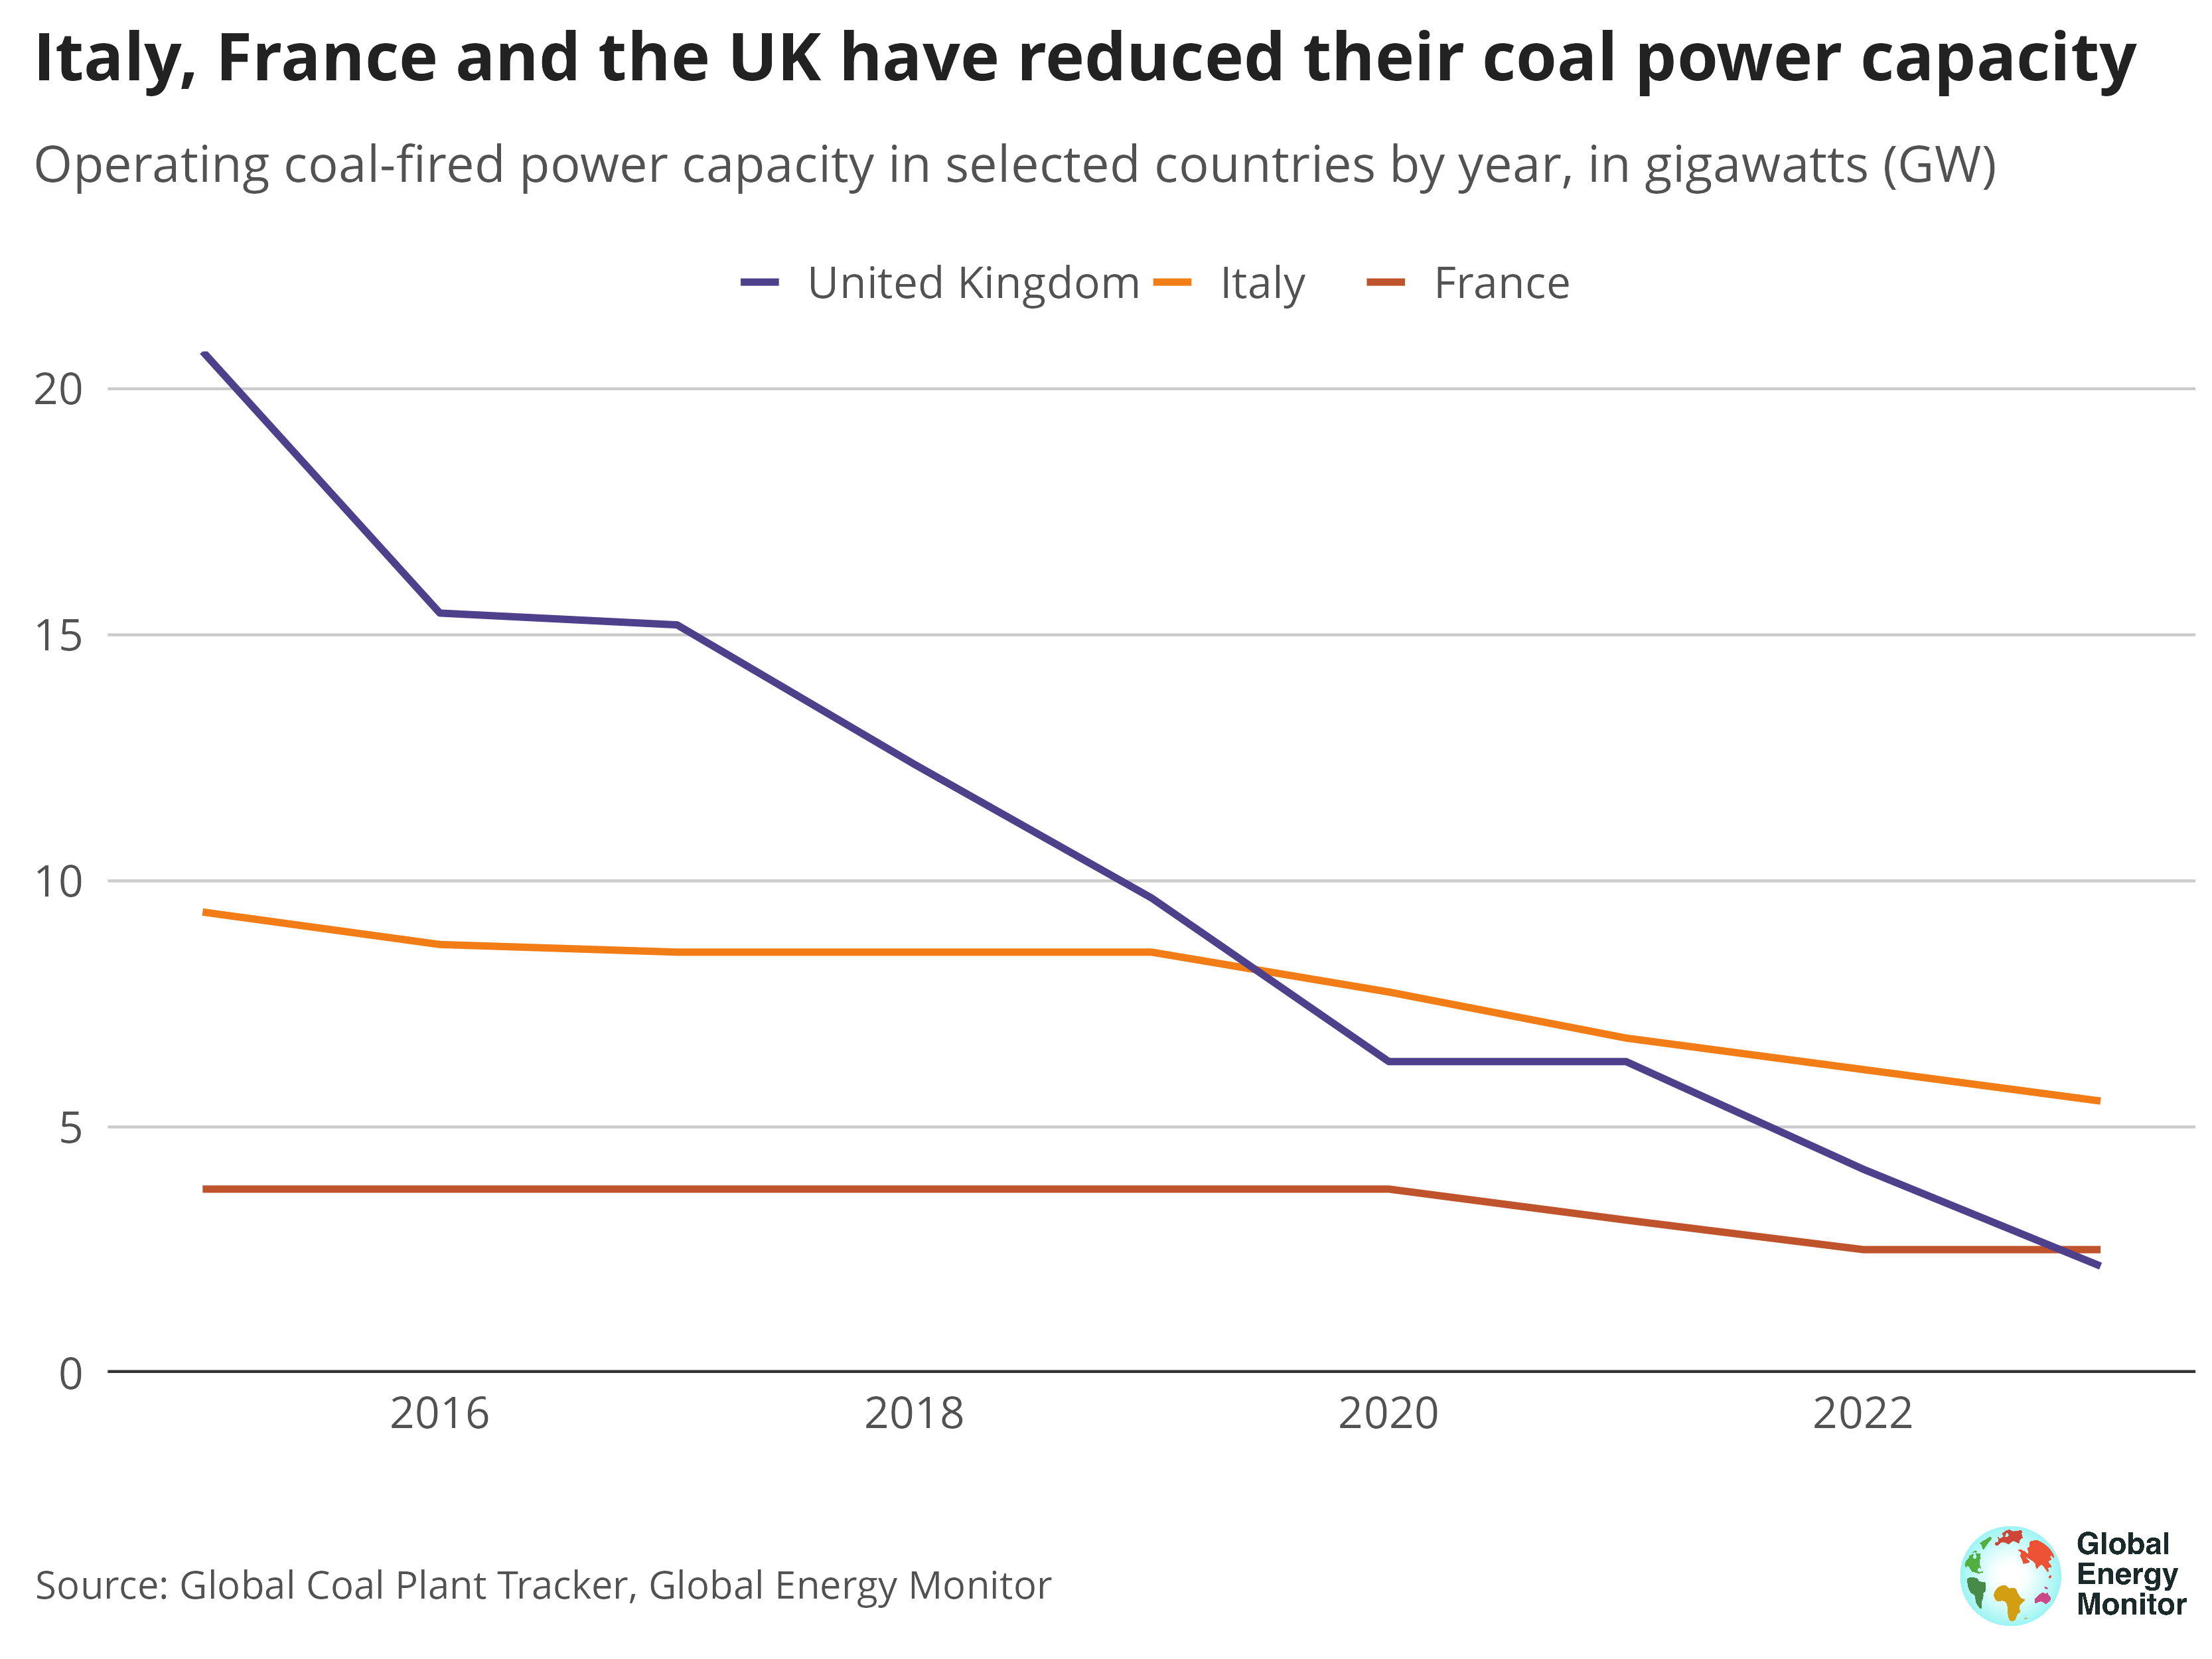 Italy, France and the UK have reduced their coal power capacity
Operating coal-fired power capacity in selected countries by year, in gigawatts (GW)
United Kingdom Italy France
20
15
10
5
0
2016 2018 2020 2022
Source: Global Coal Plant Tracker, Global Energy Monitor
Global
Energy
Monitor